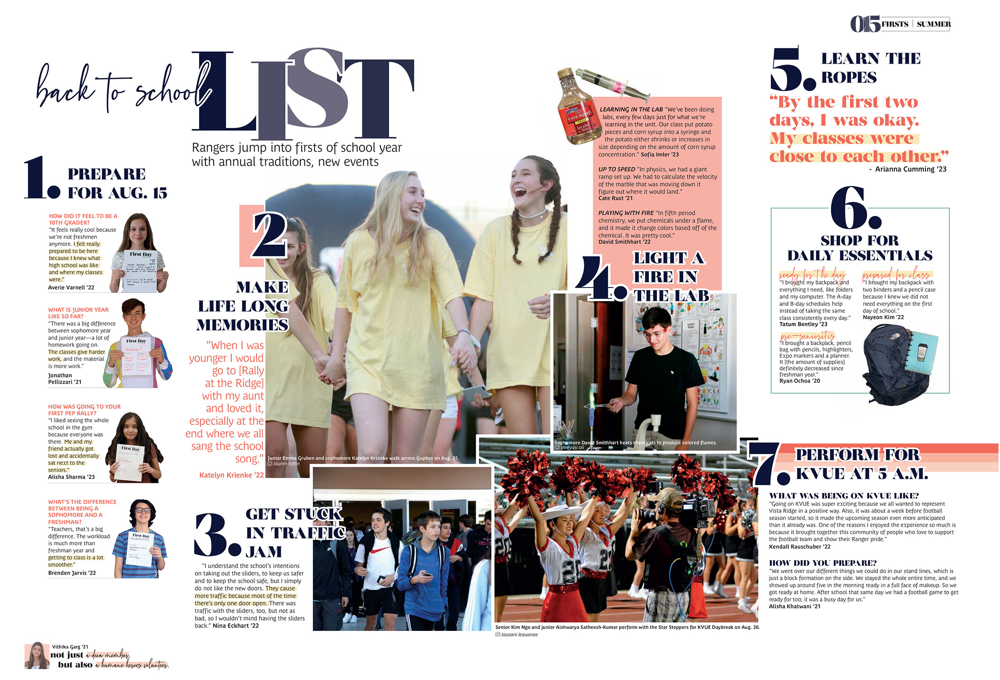 015 FIRSTS | SUMMER
back to school
LIST
Rangers jump into firsts of school year
with annual traditions, new events
1.
PREPARE
FOR AUG. 15
HOW DID IT FEEL TO BE A
10TH GRADER?
“It feels really cool because
we’re not freshmen
anymore. I felt really
prepared to be here
because I knew what
high school was like
and where my classes
were.”
Averie Varnell ’22
First Day
WHAT IS JUNIOR YEAR
LIKE SO FAR?
“There was a big difference
between sophomore year
and junior year—a lot of
homework going on.
The classes give harder
work, and the material
is more work.”
Jonathan
Pellizzari ’21
First Day
Jonathan P.
HOW WAS GOING TO YOUR
FIRST PEP RALLY?
“I liked seeing the whole
school in the gym
because everyone was
there. Me and my
friend actually got
lost and accidentally
sat next to the
seniors.”
Alisha Sharma ’23
First Day
WHAT’S THE DIFFERENCE
BETWEEN BEING A
SOPHOMORE AND A
FRESHMAN?
“Teachers, that’s a big
difference. The workload
is much more than
freshman year and
getting to class is a lot
smoother.”
Brenden Jarvis ’22
First Day
Vithika Garg ’21
not just a deca member,
but also a humane heroes volunteer.
2
MAKE
LIFE LONG
MEMORIES
“When I was
younger I would
go to [Rally
at the Ridge]
with my aunt
and loved it,
especially at the
end where we all
sang the school
song.”
Katelyn Krienke ’22
Junior Emma Gruben and sophomore Katelyn Krienke walk across Gupton on Aug. 21.
lauren loftin
3.
GET STUCK
IN TRAFFIC
JAM
“I understand the school’s intentions
on taking out the sliders, to keep us safer
and to keep the school safe, but I simply
do not like the new doors. They cause
more traffic because most of the time
there’s only one door open. There was
traffic with the sliders, too, but not as
bad, so I wouldn’t mind having the sliders
back.” Nina Eckhart ’22
Corn Syrup
Jarabe
de Maiz
LEARNING IN THE LAB “We’ve been doing
labs, every few days just for what we’re
learning in the unit. Our class put potato
pieces and corn syrup into a syringe and
the potato either shrinks or increases in
size depending on the amount of corn syrup
concentration.” Sofia Imler ’23
UP TO SPEED “In physics, we had a giant
ramp set up. We had to calculate the velocity
of the marble that was moving down it
figure out where it would land.”
Cate Rust ’21
PLAYING WITH FIRE “In fifth period
chemistry, we put chemicals under a flame,
and it made it change colors based off of the
chemical. It was pretty cool.”
David Smithhart ’22
4.
LIGHT A
FIRE IN
THE LAB
SAFETY
RULES
Sophomore David Smithhart heats chemicals to produce colored flames.
shreyasi oli
Senior Kim Ngo and junior Aishwarya Satheesh-Kumar perform with the Star Steppers for KVUE Daybreak on Aug. 20.
tausani leauanae
5.
LEARN THE
ROPES
“By the first two
days, I was okay.
My classes were
close to each other.”
- Arianna Cumming ’23
6.
SHOP FOR
DAILY ESSENTIALS
ready for the day
“I brought my backpack and
everything I need, like folders
and my computer. The A-day
and B-day schedules help
instead of taking the same
class consistently every day.”
Tatum Bentley ’23
prepared for class
“I brought my backpack with
two binders and a pencil case
because I knew we did not
need everything on the first
day of school.”
Nayeon Kim ’22
pre-senioritis
“I brought a backpack, pencil
bag with pencils, highlighters,
Expo markers and a planner.
It [the amount of supplies]
definitely decreased since
freshman year.”
Ryan Ochoa ’20
7.
PERFORM FOR
KVUE AT 5 A.M.
WHAT WAS BEING ON KVUE LIKE?
“Going on KVUE was super exciting because we all wanted to represent
Vista Ridge in a positive way. Also, it was about a week before football
season started, so it made the upcoming season even more anticipated
than it already was. One of the reasons I enjoyed the experience so much is
because it brought together this community of people who love to support
the football team and show their Ranger pride.”
Kendall Rauschuber ’22
HOW DID YOU PREPARE?
“We went over our different things we could do in our stand lines, which is
just a block formation on the side. We stayed the whole entire time, and we
showed up around five in the morning ready in a full face of makeup. So we
got ready at home. After school that same day we had a football game to get
ready for too; it was a busy day for us.”
Alisha Khatwani ’21